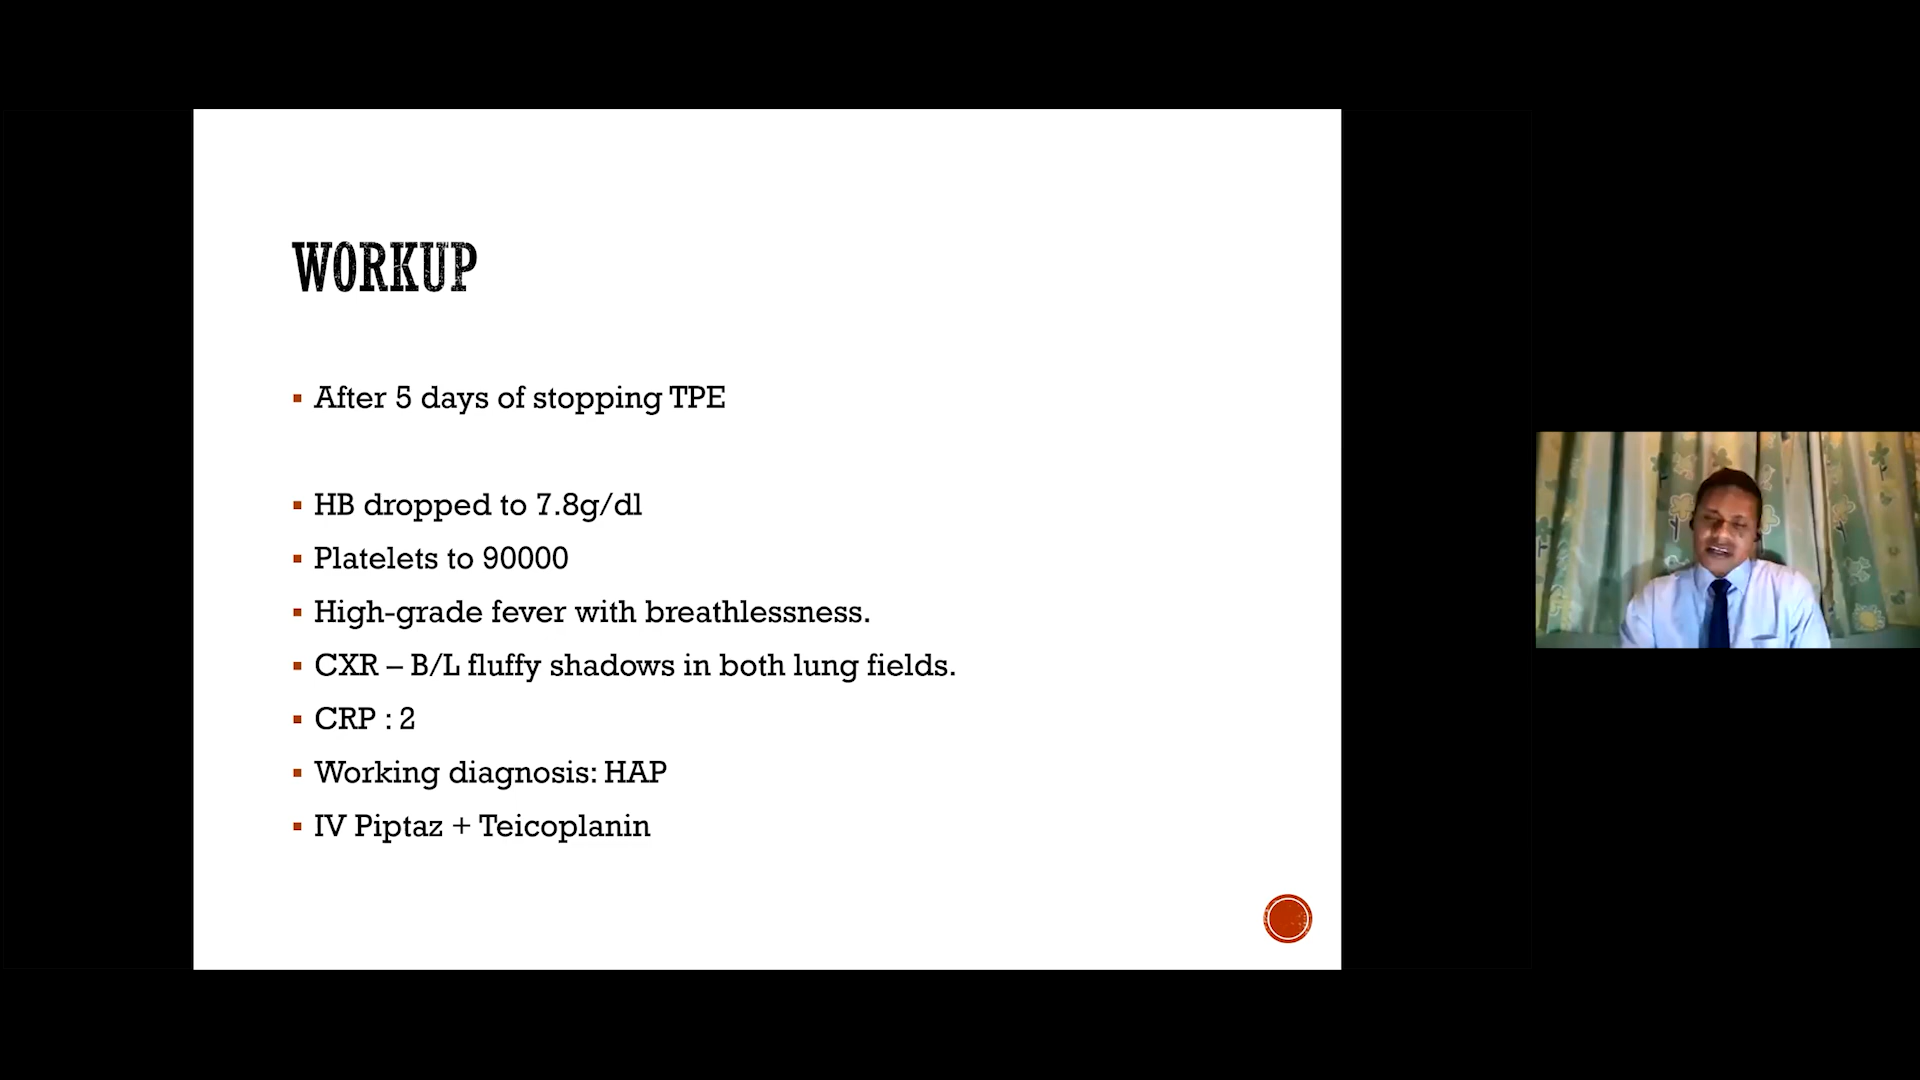 WORKUP
After 5 days of stopping TPE
HB dropped to 7.8g/dl
Platelets to 90000
High-grade fever with breathlessness.
CXR – B/L fluffy shadows in both lung fields.
CRP : 2
Working diagnosis: HAP
IV Piptaz + Teicoplanin